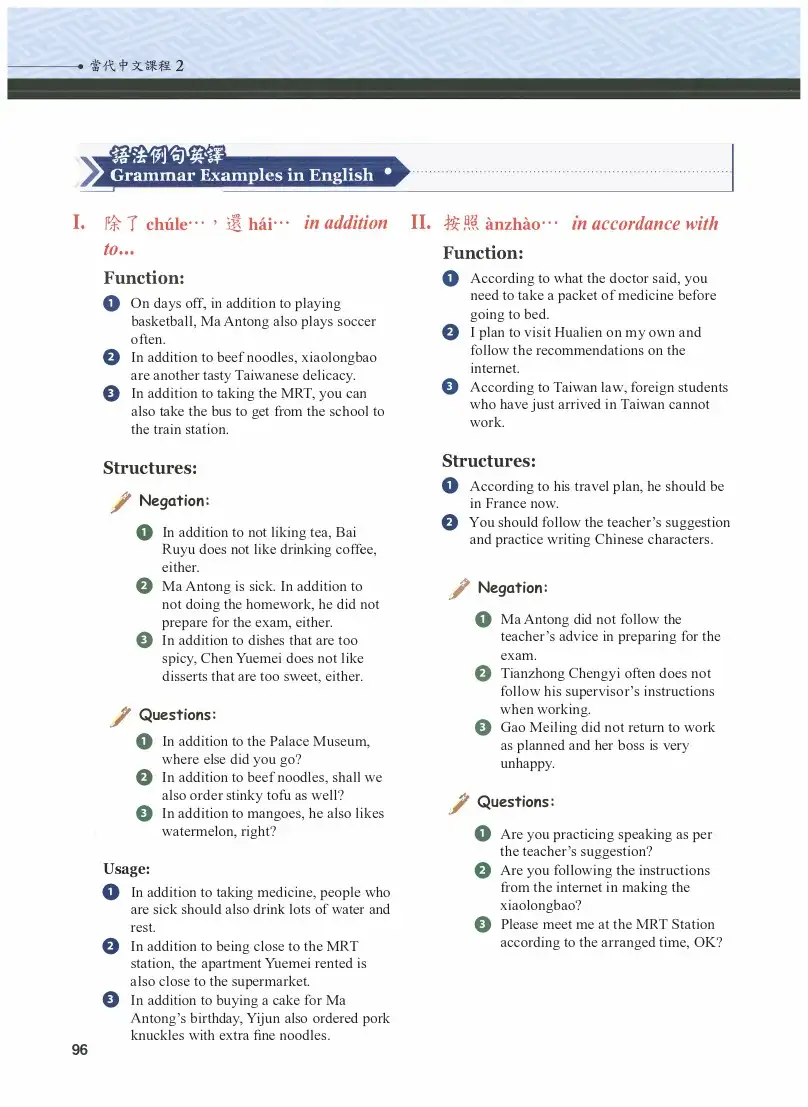 當代中文課程 2
語法例句英譯
Grammar Examples in English
I. 除了 chúle⋯,還 hái⋯ in addition
to...
Function:
1 On days off, in addition to playing
basketball, Ma Antong also plays soccer
often.
2 In addition to beef noodles, xiaolongbao
are another tasty Taiwanese delicacy.
3 In addition to taking the MRT, you can
also take the bus to get from the school to
the train station.
Structures:
Negation:
1 In addition to not liking tea, Bai
Ruyu does not like drinking coffee,
either.
2 Ma Antong is sick. In addition to
not doing the homework, he did not
prepare for the exam, either.
3 In addition to dishes that are too
spicy, Chen Yuemei does not like
disserts that are too sweet, either.
Questions:
1 In addition to the Palace Museum,
where else did you go?
2 In addition to beef noodles, shall we
also order stinky tofu as well?
3 In addition to mangoes, he also likes
watermelon, right?
Usage:
1 In addition to taking medicine, people who
are sick should also drink lots of water and
rest.
2 In addition to being close to the MRT
station, the apartment Yuemei rented is
also close to the supermarket.
3 In addition to buying a cake for Ma
Antong's birthday, Yijun also ordered pork
knuckles with extra fine noodles.
II. 按照 ànzhào⋯ in accordance with
Function:
1 According to what the doctor said, you
need to take a packet of medicine before
going to bed.
2 I plan to visit Hualien on my own and
follow the recommendations on the
internet.
3 According to Taiwan law, foreign students
who have just arrived in Taiwan cannot
work.
Structures:
1 According to his travel plan, he should be
in France now.
2 You should follow the teacher's suggestion
and practice writing Chinese characters.
Negation:
1 Ma Antong did not follow the
teacher's advice in preparing for the
exam.
2 Tianzhong Chengyi often does not
follow his supervisor's instructions
when working.
3 Gao Meiling did not return to work
as planned and her boss is very
unhappy.
Questions:
1 Are you practicing speaking as per
the teacher's suggestion?
2 Are you following the instructions
from the internet in making the
xiaolongbao?
3 Please meet me at the MRT Station
according to the arranged time, OK?
96